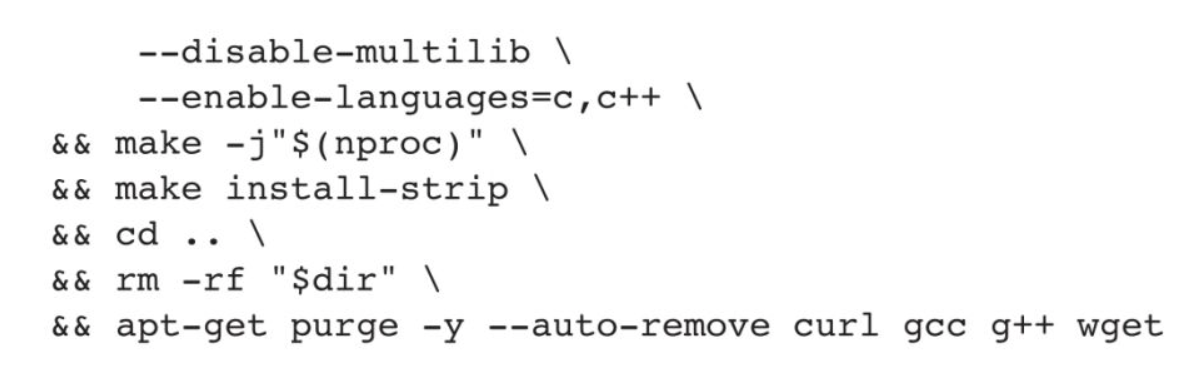 --disable-multilib \
--enable-languages=c,c++ \
&& make -j"$(nproc)" \
&& make install-strip \
&& cd .. \
&& rm -rf "$dir" \
&& apt-get purge -y --auto-remove curl gcc g++ wget